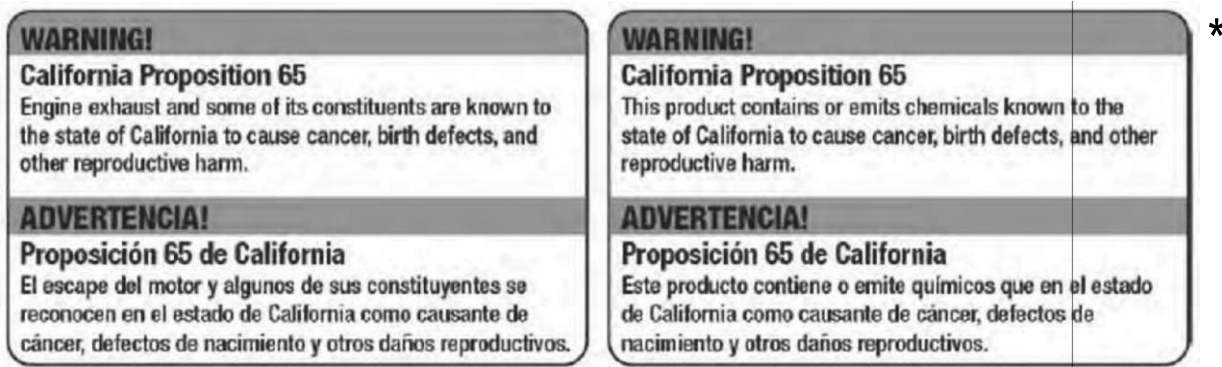 WARNING!
California Proposition 65
Engine exhaust and some of its constituents are known to
the state of California to cause cancer, birth defects, and
other reproductive harm.
ADVERTENCIA!
Proposición 65 de California
El escape del motor y algunos de sus constituyentes se
reconocen en el estado de California como causante de
cáncer, defectos de nacimiento y otros daños reproductivos.
WARNING!
California Proposition 65
This product contains or emits chemicals known to the
state of California to cause cancer, birth defects, and other
reproductive harm.
ADVERTENCIA!
Proposición 65 de California
Este producto contiene o emite químicos que en el estado
de California como causante de cáncer, defectos de
nacimiento y otros daños reproductivos.
*